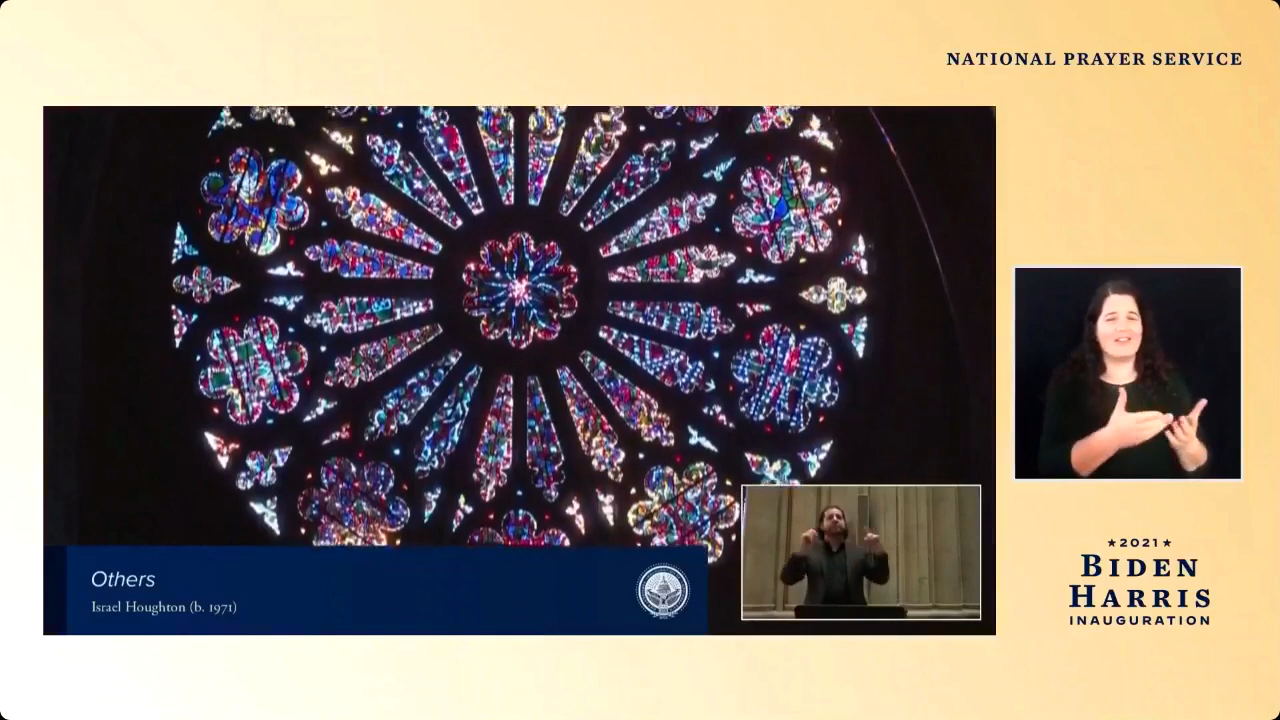 NATIONAL PRAYER SERVICE
Others
Israel Houghton (b. 1971)
★2021★
BIDEN
HARRIS
INAUGURATION